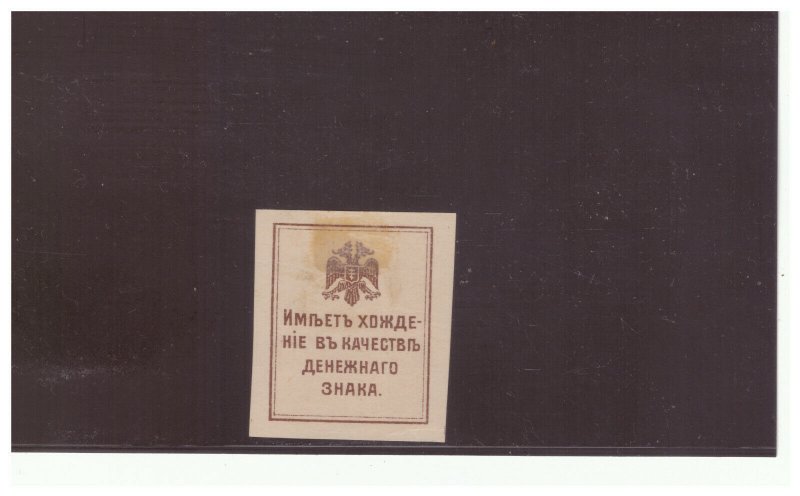 Имѣетъ хожде-
ніе въ качествѣ
денежнаго
знака.